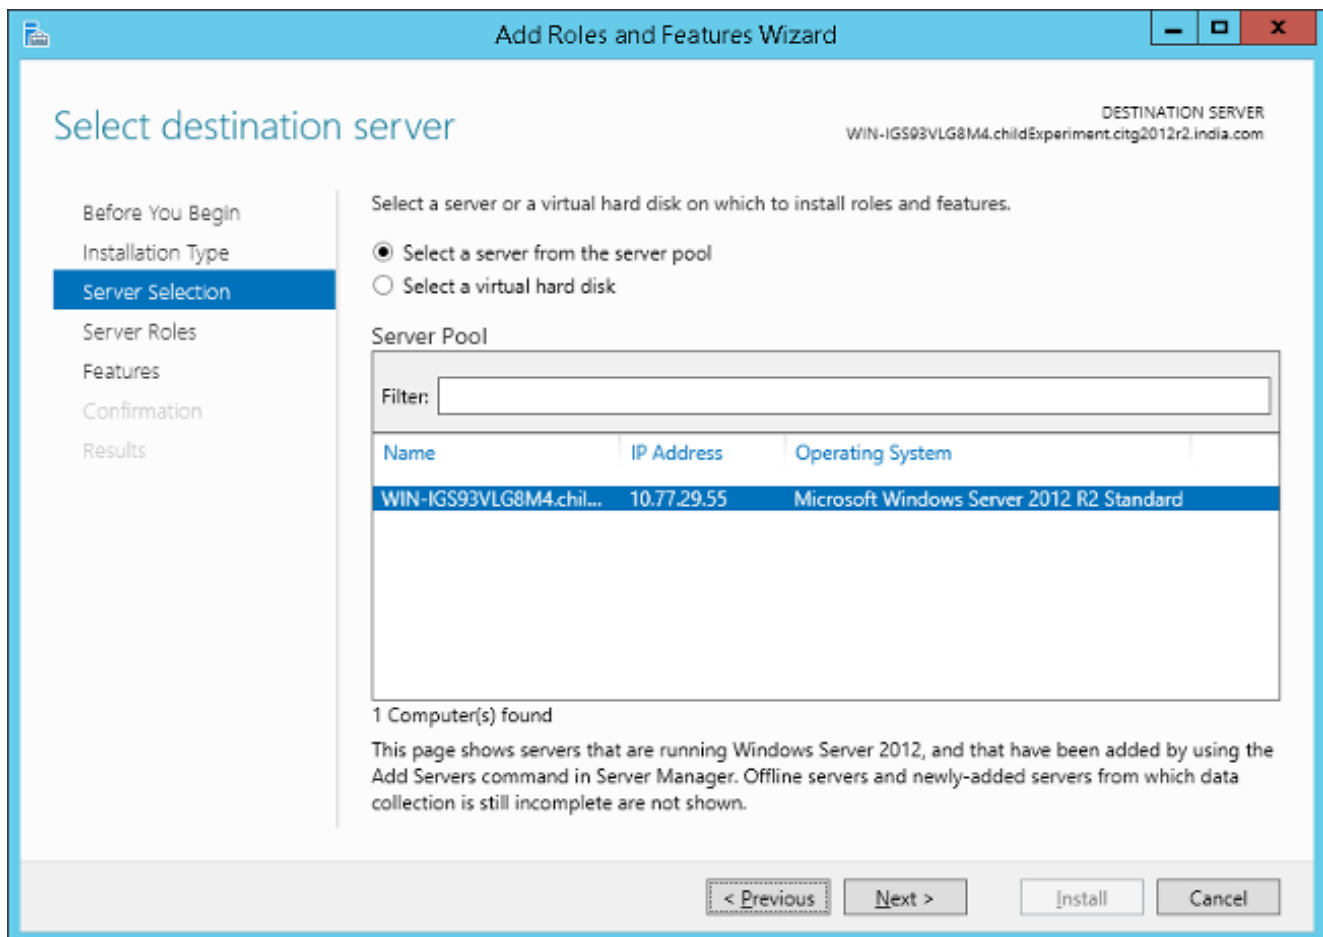 Add Roles and Features Wizard
Select destination server
DESTINATION SERVER
WIN-IGS93VLG8M4.childExperiment.citg2012r2.india.com
Before You Begin
Installation Type
Server Selection
Server Roles
Features
Confirmation
Results
Select a server or a virtual hard disk on which to install roles and features.
Select a server from the server pool
Select a virtual hard disk
Server Pool
Filter:
Name IP Address Operating System
WIN-IGS93VLG8M4.chil... 10.77.29.55 Microsoft Windows Server 2012 R2 Standard
1 Computer(s) found
This page shows servers that are running Windows Server 2012, and that have been added by using the
Add Servers command in Server Manager. Offline servers and newly-added servers from which data
collection is still incomplete are not shown.
< Previous Next > Install Cancel